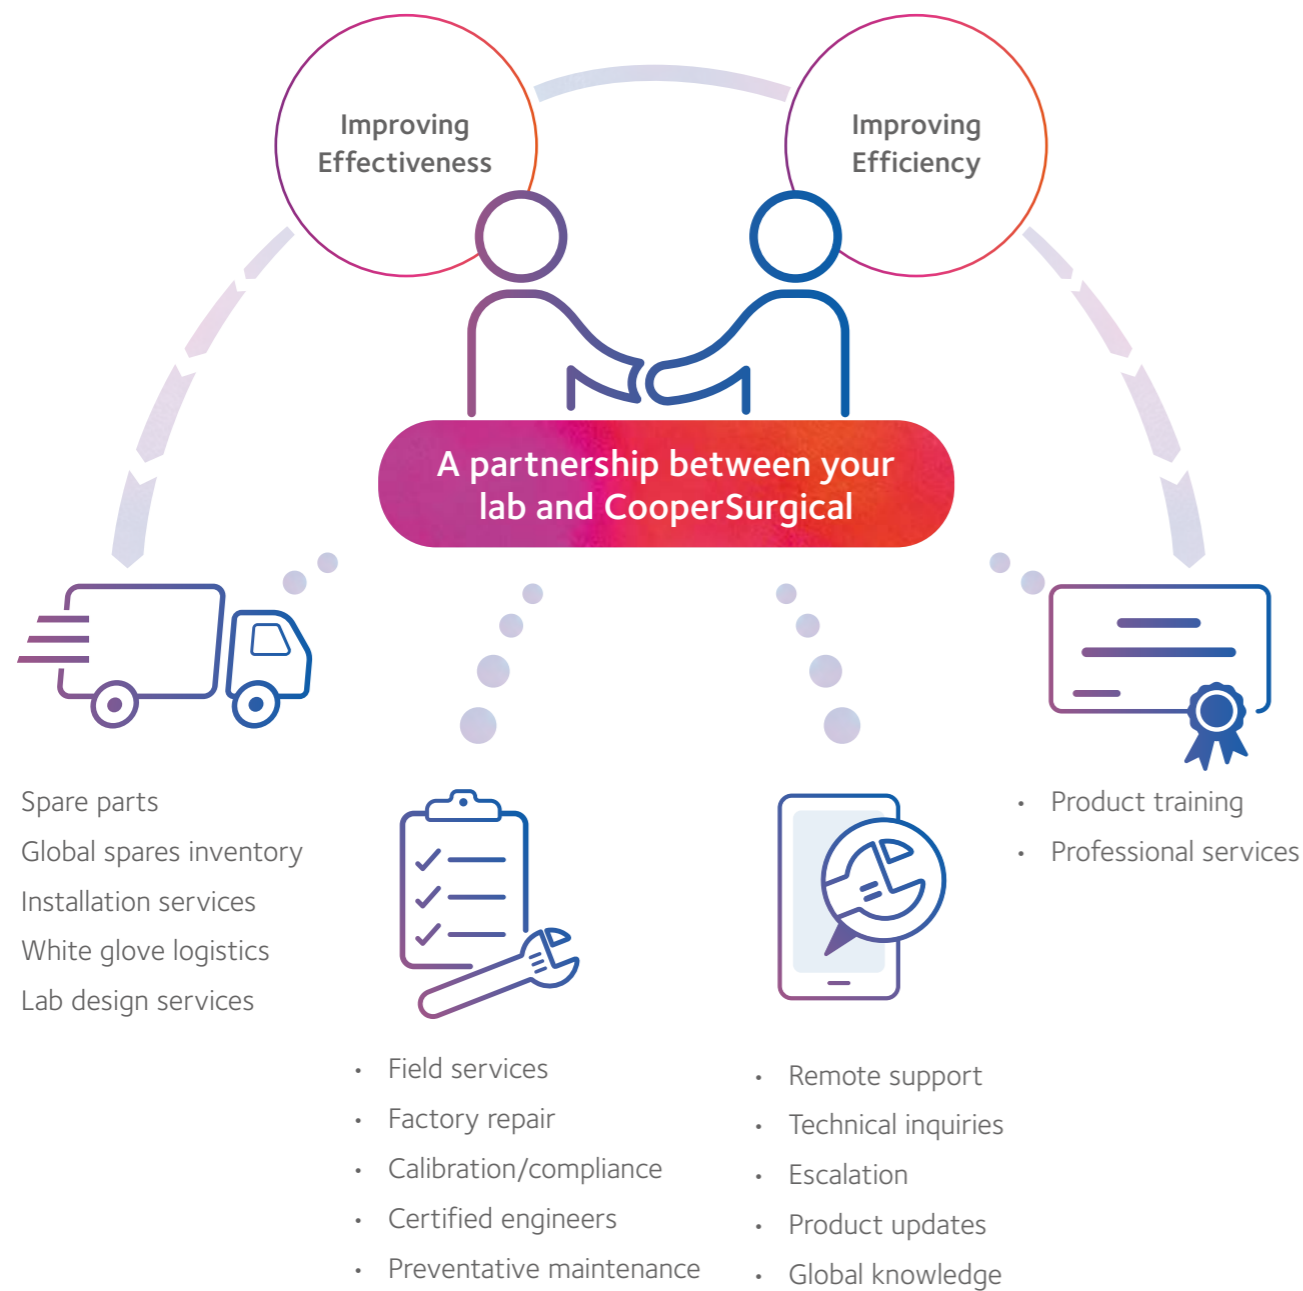 Improving
Effectiveness
Improving
Efficiency
A partnership between your
lab and CooperSurgical
Spare parts
Global spares inventory
Installation services
White glove logistics
Lab design services
• Field services
• Factory repair
• Calibration/compliance
• Certified engineers
• Preventative maintenance
• Remote support
• Technical inquiries
• Escalation
• Product updates
• Global knowledge
• Product training
• Professional services